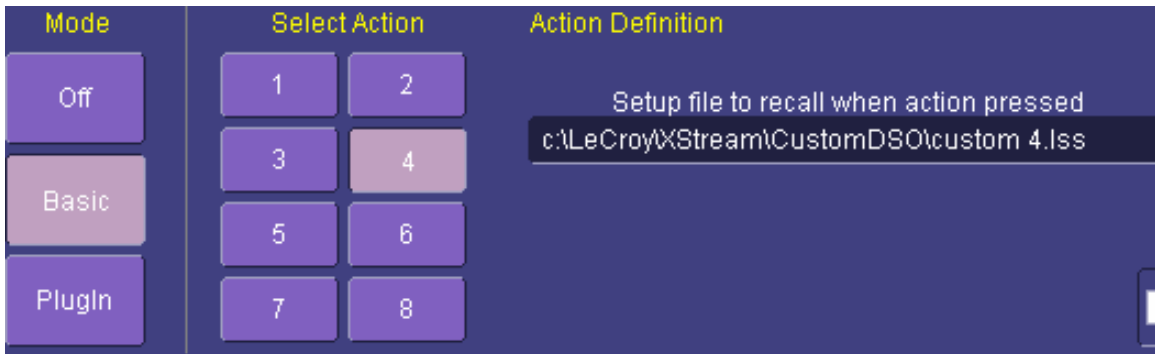 Mode
Off
Basic
PlugIn
Select Action
1 2
3 4
5 6
7 8
Action Definition
Setup file to recall when action pressed
c:\LeCroy\XStream\CustomDSO\custom 4.lss